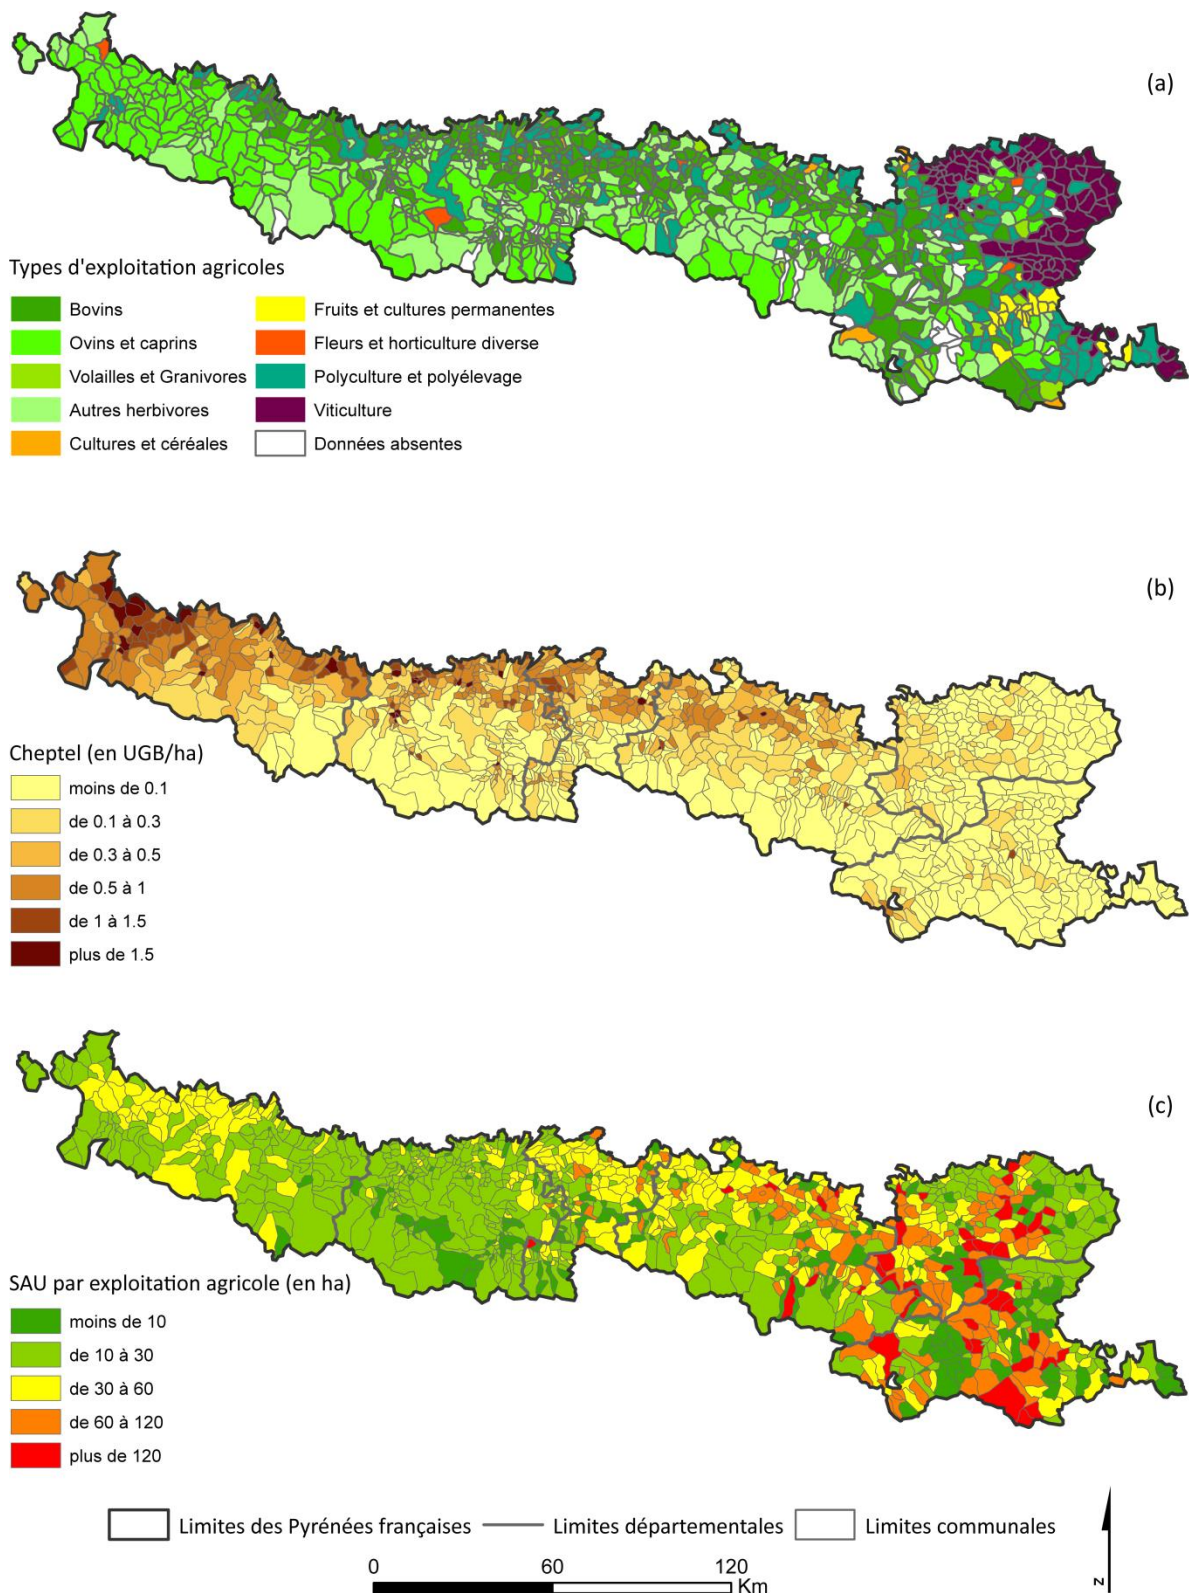 (a)
Types d'exploitation agricoles
Bovins
Fruits et cultures permanentes
Ovins et caprins
Fleurs et horticulture diverse
Volailles et Granivores
Polyculture et polyélevage
Autres herbivores
Viticulture
Cultures et céréales
Données absentes
(b)
Cheptel (en UGB/ha)
moins de 0.1
de 0.1 à 0.3
de 0.3 à 0.5
de 0.5 à 1
de 1 à 1.5
plus de 1.5
(c)
SAU par exploitation agricole (en ha)
moins de 10
de 10 à 30
de 30 à 60
de 60 à 120
plus de 120
Limites des Pyrénées françaises
Limites départementales
Limites communales
0 60 120
Km
N